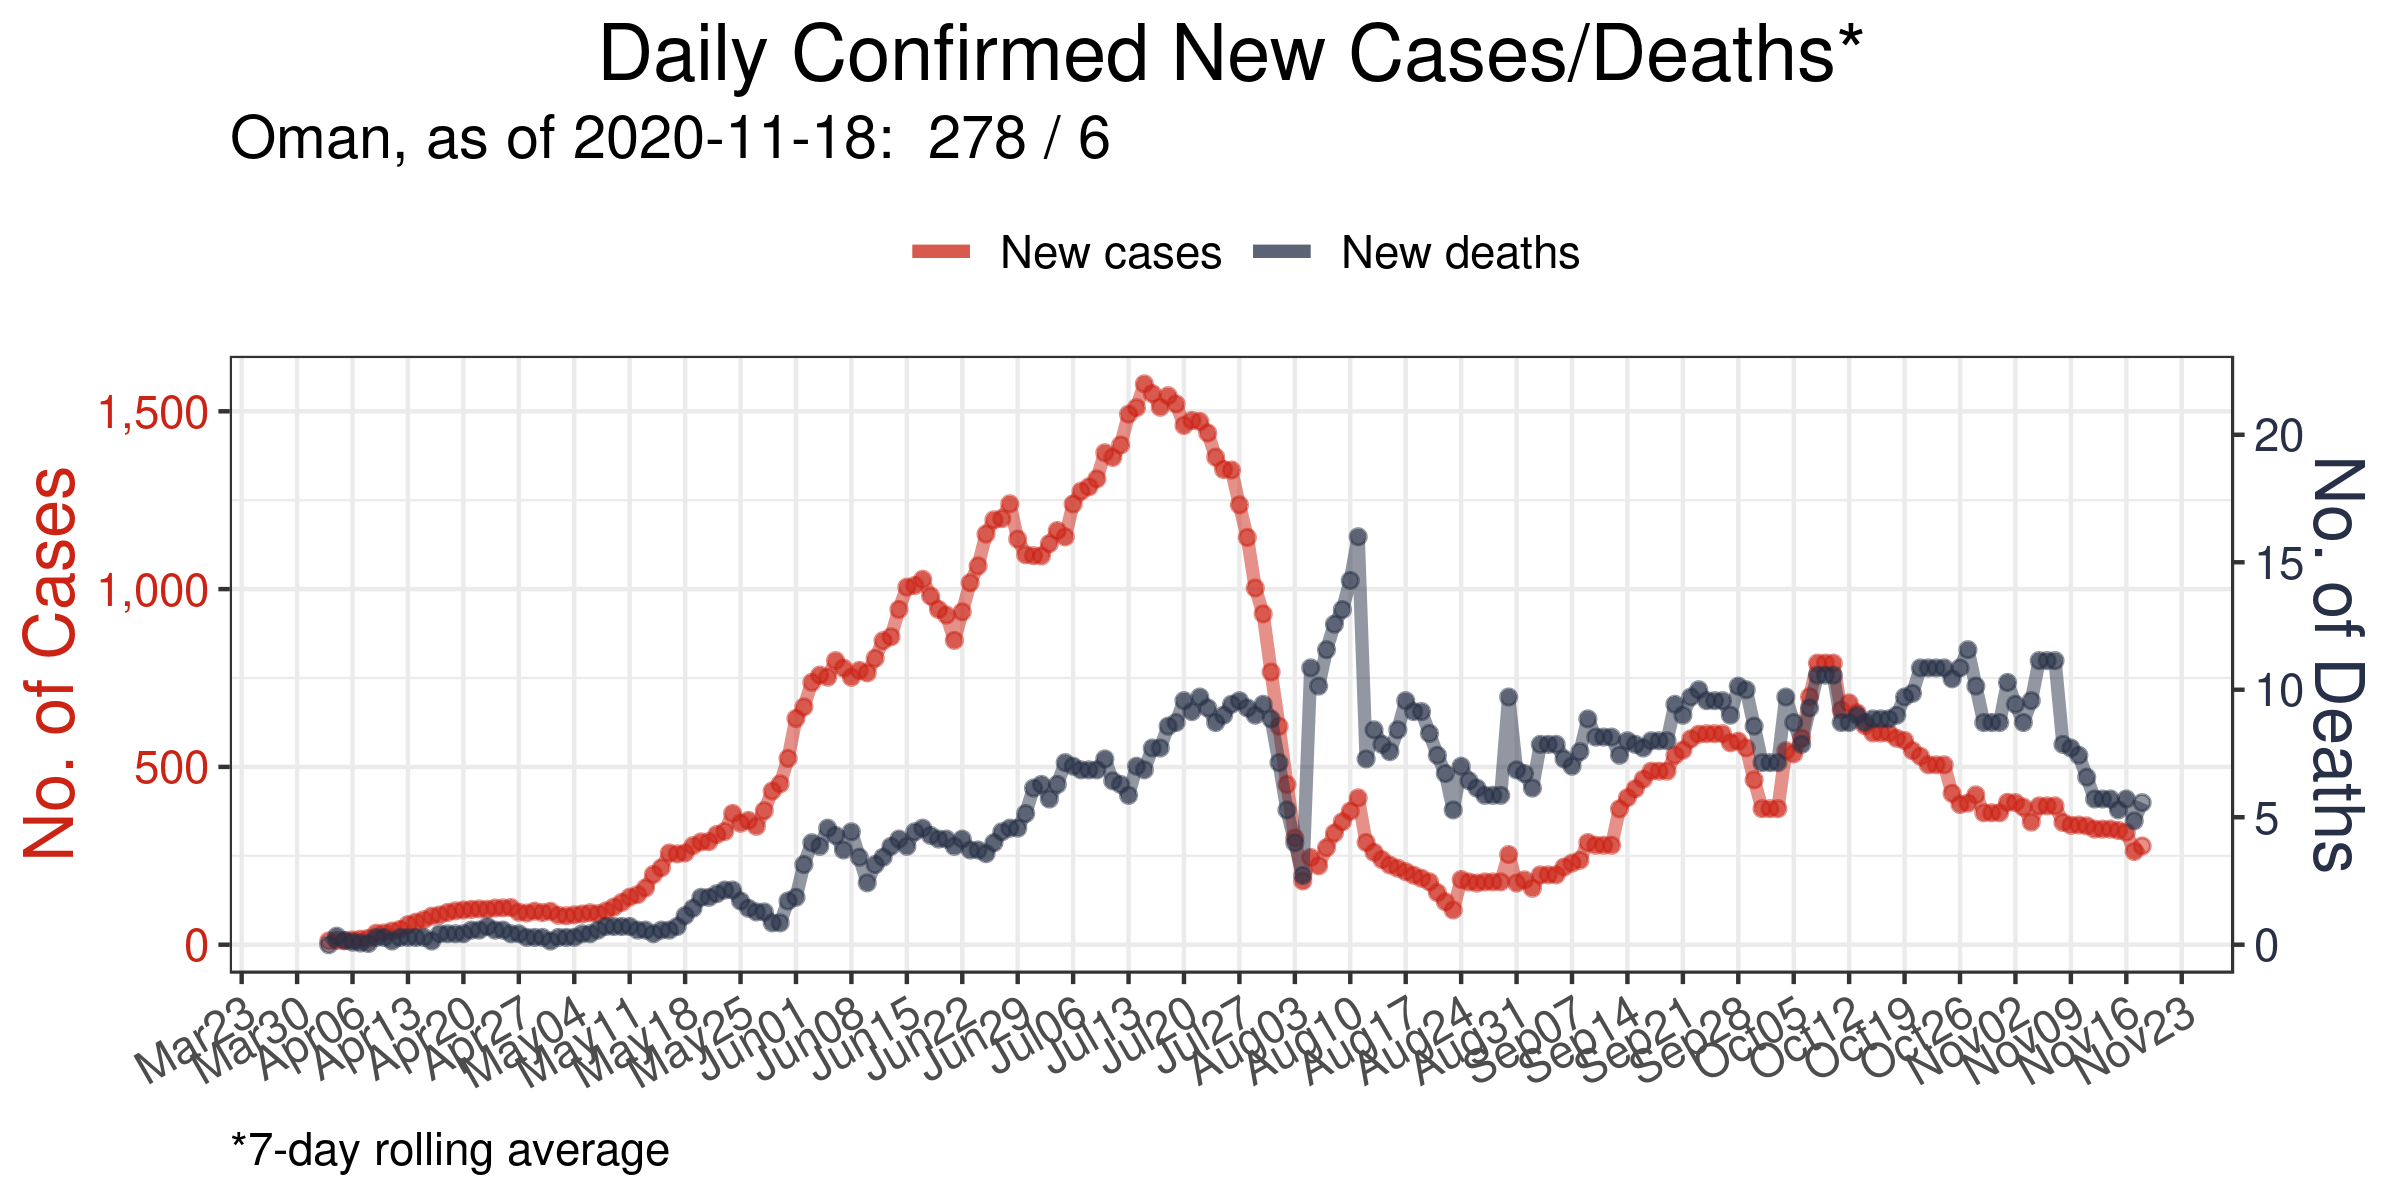 Daily Confirmed New Cases/Deaths*
Oman, as of 2020-11-18:  278 / 6
New cases
New deaths
No. of Cases
1,500
1,000
500
0
No. of Deaths
20
15
10
5
0
Mar23
Mar30
Apr06
Apr13
Apr20
Apr27
May04
May11
May18
May25
Jun01
Jun08
Jun15
Jun22
Jun29
Jul06
Jul13
Jul20
Jul27
Aug03
Aug10
Aug17
Aug24
Aug31
Sep07
Sep14
Sep21
Sep28
Oct05
Oct12
Oct19
Oct26
Nov02
Nov09
Nov16
Nov23
*7-day rolling average